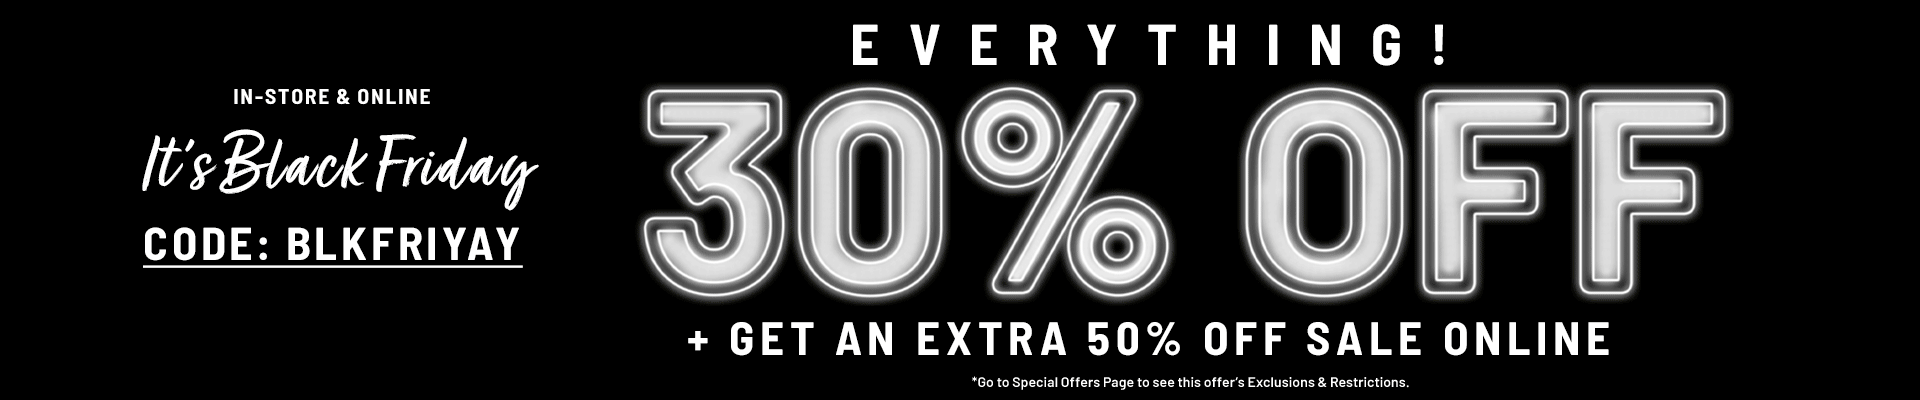 IN-STORE & ONLINE
It's Black Friday
CODE: BLKFRIYAY
EVERYTHING!
30% OFF
+ GET AN EXTRA 50% OFF SALE ONLINE
*Go to Special Offers Page to see this offer's Exclusions & Restrictions.